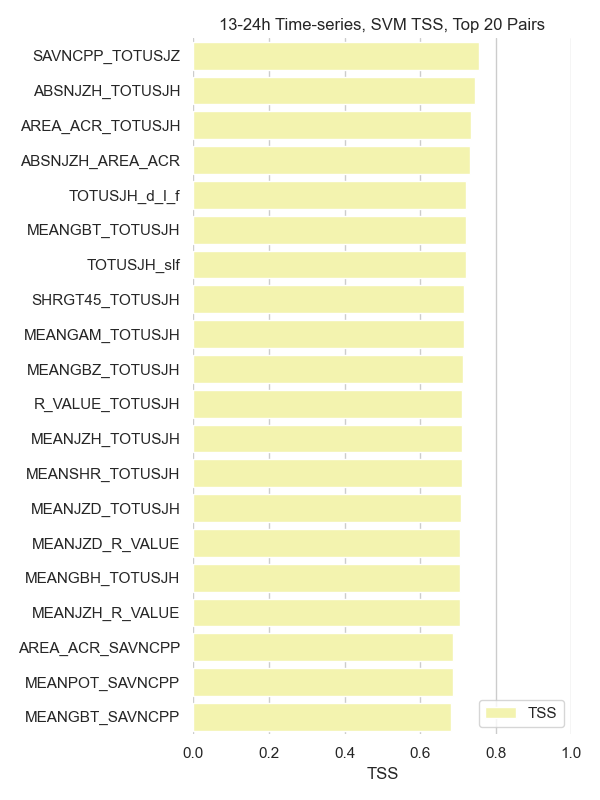 13-24h Time-series, SVM TSS, Top 20 Pairs
SAVNCPP_TOTUSJZ
ABSNJZH_TOTUSJH
AREA_ACR_TOTUSJH
ABSNJZH_AREA_ACR
TOTUSJH_d_l_f
MEANGBT_TOTUSJH
TOTUSJH_slf
SHRGT45_TOTUSJH
MEANGAM_TOTUSJH
MEANGBZ_TOTUSJH
R_VALUE_TOTUSJH
MEANJZH_TOTUSJH
MEANSHR_TOTUSJH
MEANJZD_TOTUSJH
MEANJZD_R_VALUE
MEANGBH_TOTUSJH
MEANJZH_R_VALUE
AREA_ACR_SAVNCPP
MEANPOT_SAVNCPP
MEANGBT_SAVNCPP
TSS
0.0 0.2 0.4 0.6 0.8 1.0
TSS